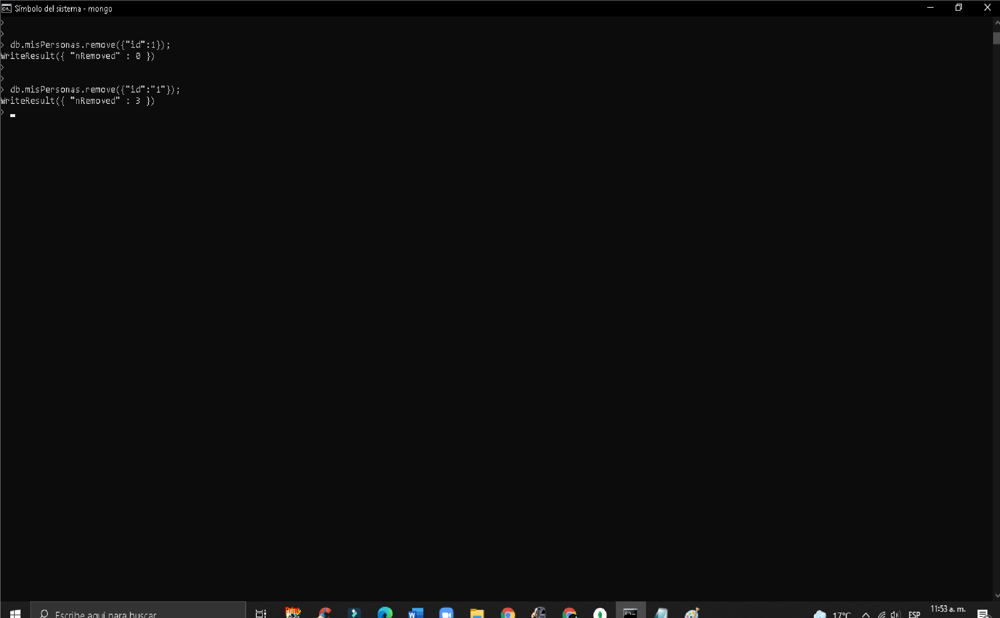 Símbolo del sistema - mongo
>
>
> db.misPersonas.remove({"id":1});
WriteResult({ "nRemoved" : 0 })
>
>
> db.misPersonas.remove({"id":"1"});
WriteResult({ "nRemoved" : 3 })
>
Escribe aquí para buscar
17°C
ESP
11:53 a. m.